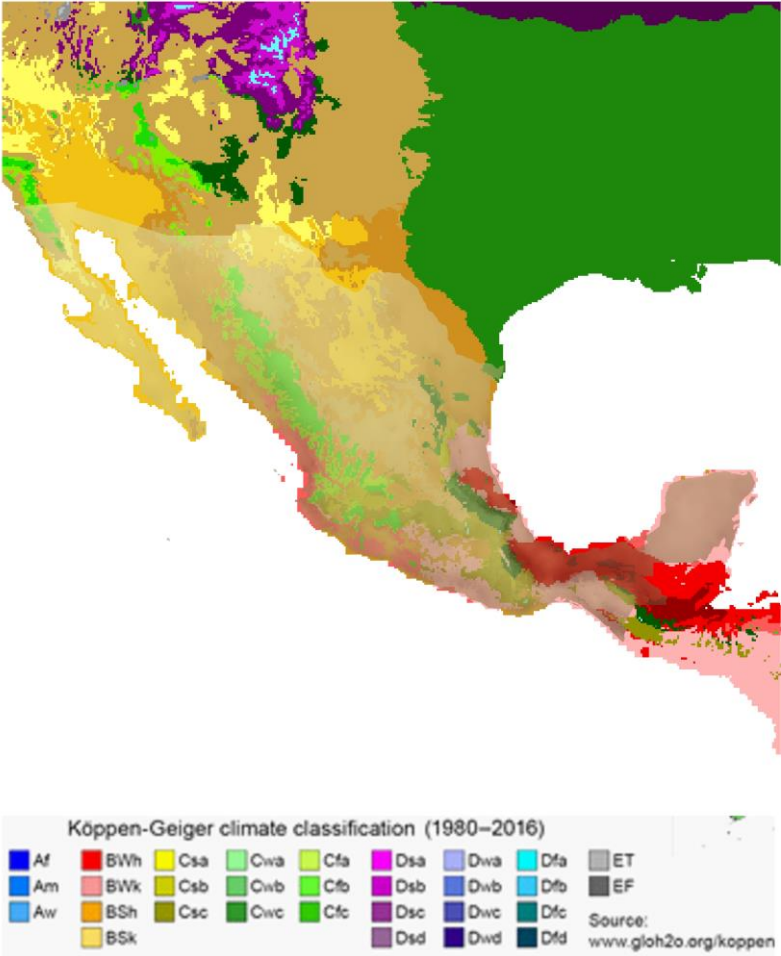 Köppen-Geiger climate classification (1980–2016)
Af BWh Csa Cwa Cfa Dsa Dwa Dfa ET
Am BWk Csb Cwb Cfb Dsb Dwb Dfb EF
Aw BSh Csc Cwc Cfc Dsc Dwc Dfc Source:
BSk Dsd Dwd Dfd www.gloh2o.org/koppen